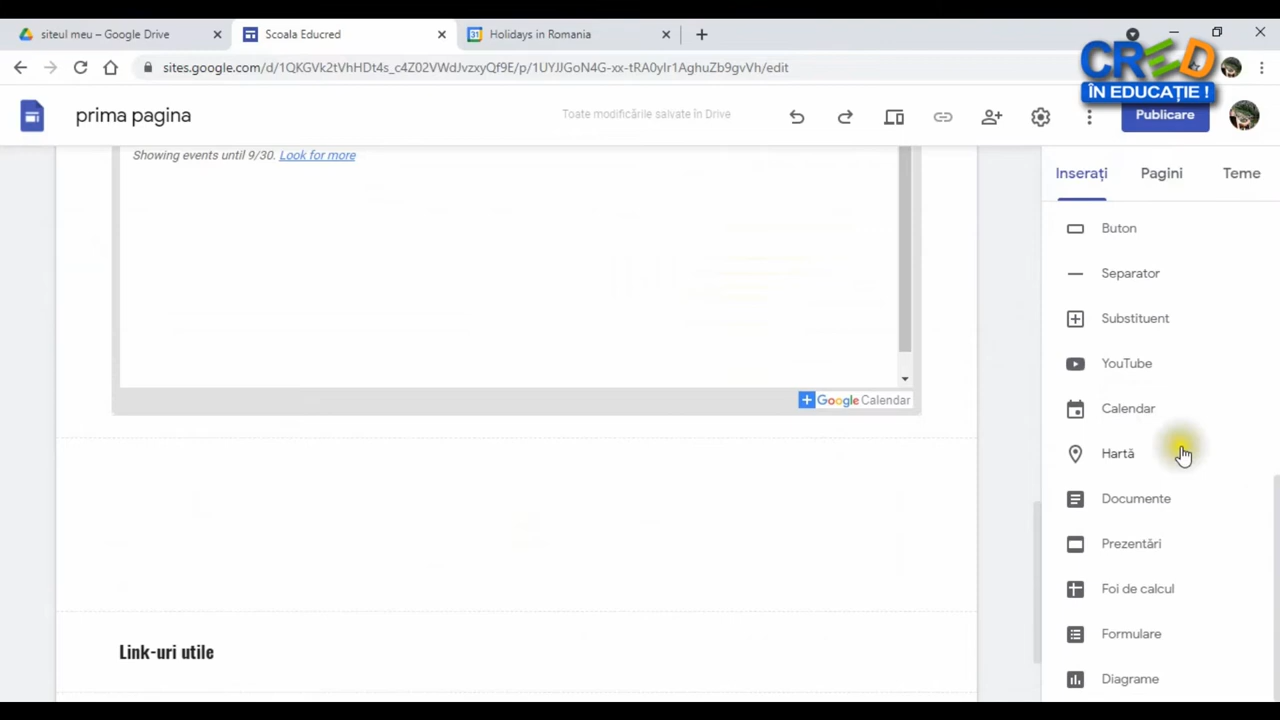 siteul meu – Google Drive
Scoala Educred
Holidays in Romania
sites.google.com/d/1QKGVk2tVhHDt4s_c4Z02VWdJvzxyQf9E/p/1UYJJGoN4G-xx-tRA0ylr1AghuZb9gvVh/edit
CRED
ÎN EDUCAȚIE !
prima pagina
Toate modificările salvate în Drive
Publicare
Showing events until 9/30. Look for more
Google Calendar
Link-uri utile
Inserați
Pagini
Teme
Buton
Separator
Substituent
YouTube
Calendar
Hartă
Documente
Prezentări
Foi de calcul
Formulare
Diagrame